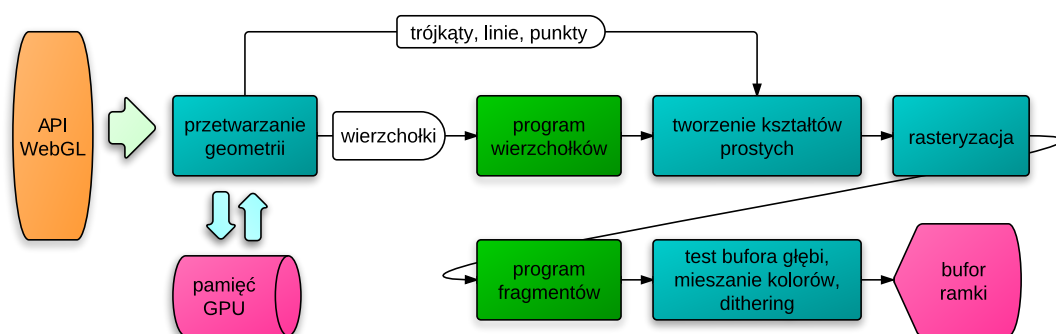 trójkąty, linie, punkty
API
WebGL
przetwarzanie
geometrii
wierzchołki
program
wierzchołków
tworzenie kształtów
prostych
rasteryzacja
pamięć
GPU
program
fragmentów
test bufora głębi,
mieszanie kolorów,
dithering
bufor
ramki